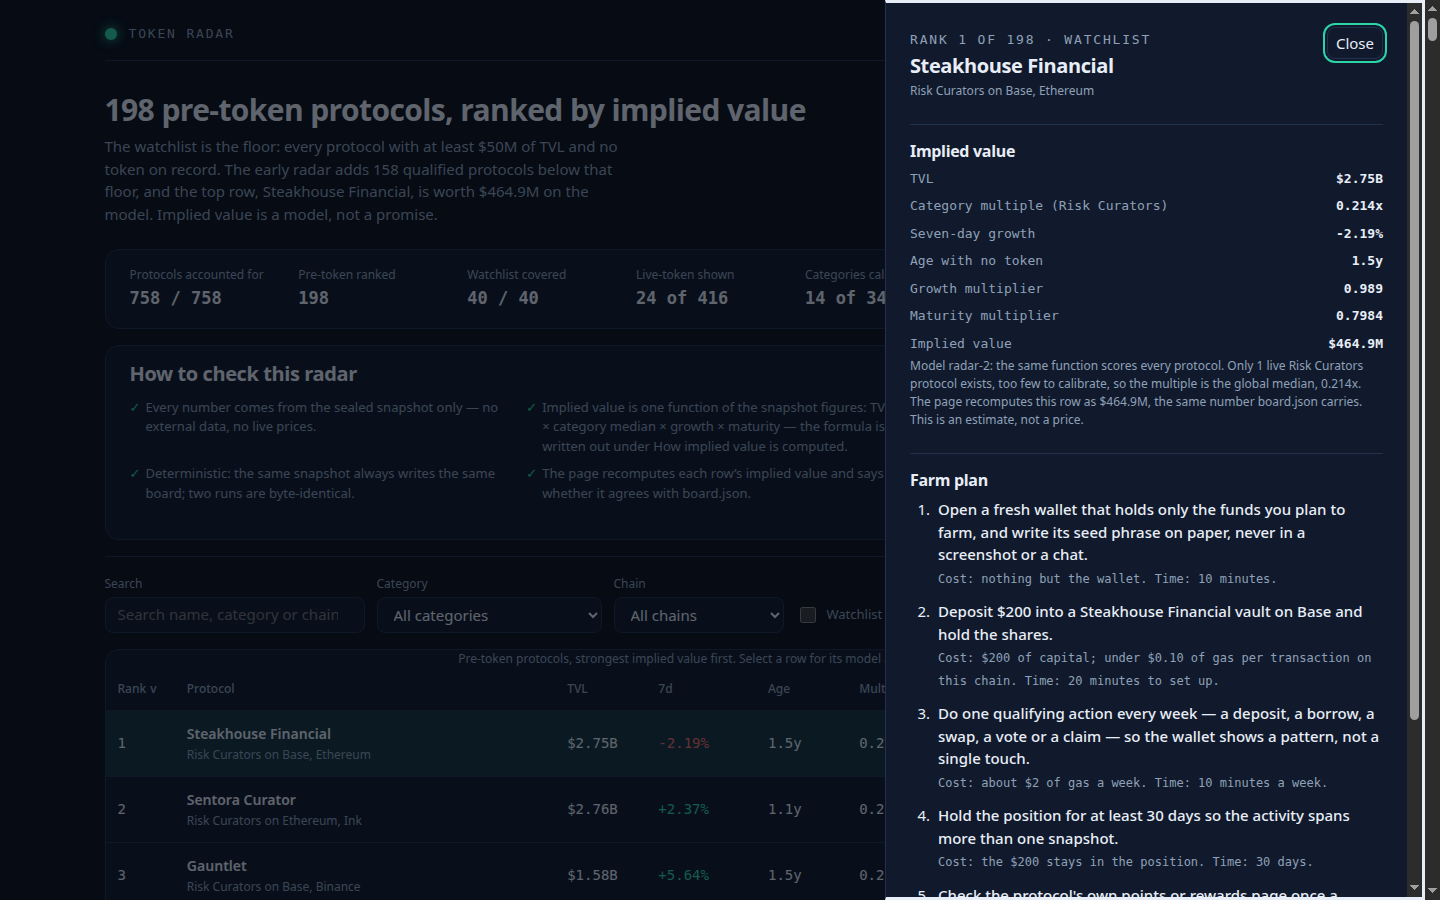 TOKEN RADAR
198 pre-token protocols, ranked by implied value
The watchlist is the floor: every protocol with at least $50M of TVL and no
token on record. The early radar adds 158 qualified protocols below that
floor, and the top row, Steakhouse Financial, is worth $464.9M on the
model. Implied value is a model, not a promise.
Protocols accounted for
758 / 758
Pre-token ranked
198
Watchlist covered
40 / 40
Live-token shown
24 of 416
Categories cal
14 of 34
How to check this radar
✓ Every number comes from the sealed snapshot only — no
external data, no live prices.
✓ Implied value is one function of the snapshot figures: TV
× category median × growth × maturity — the formula is
written out under How implied value is computed.
✓ Deterministic: the same snapshot always writes the same
board; two runs are byte-identical.
✓ The page recomputes each row's implied value and says
whether it agrees with board.json.
Search
Search name, category or chain
Category
All categories
Chain
All chains
Watchlist
Pre-token protocols, strongest implied value first. Select a row for its model
Rank v Protocol TVL 7d Age Mult
1 Steakhouse Financial $2.75B -2.19% 1.5y 0.2
Risk Curators on Base, Ethereum
2 Sentora Curator $2.76B +2.37% 1.1y 0.2
Risk Curators on Ethereum, Ink
3 Gauntlet $1.58B +5.64% 1.5y 0.2
Risk Curators on Base, Binance
RANK 1 OF 198 · WATCHLIST
Close
Steakhouse Financial
Risk Curators on Base, Ethereum
Implied value
TVL $2.75B
Category multiple (Risk Curators) 0.214x
Seven-day growth -2.19%
Age with no token 1.5y
Growth multiplier 0.989
Maturity multiplier 0.7984
Implied value $464.9M
Model radar-2: the same function scores every protocol. Only 1 live Risk Curators
protocol exists, too few to calibrate, so the multiple is the global median, 0.214x.
The page recomputes this row as $464.9M, the same number board.json carries.
This is an estimate, not a price.
Farm plan
1. Open a fresh wallet that holds only the funds you plan to
farm, and write its seed phrase on paper, never in a
screenshot or a chat.
Cost: nothing but the wallet. Time: 10 minutes.
2. Deposit $200 into a Steakhouse Financial vault on Base and
hold the shares.
Cost: $200 of capital; under $0.10 of gas per transaction on
this chain. Time: 20 minutes to set up.
3. Do one qualifying action every week — a deposit, a borrow, a
swap, a vote or a claim — so the wallet shows a pattern, not a
single touch.
Cost: about $2 of gas a week. Time: 10 minutes a week.
4. Hold the position for at least 30 days so the activity spans
more than one snapshot.
Cost: the $200 stays in the position. Time: 30 days.
5. Check the protocol's own points or rewards page once a